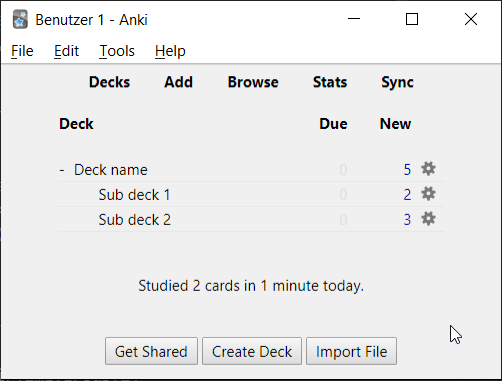 Benutzer 1 - Anki
File Edit Tools Help
Decks Add Browse Stats Sync
Deck Due New
- Deck name 0 5
Sub deck 1 0 2
Sub deck 2 0 3
Studied 2 cards in 1 minute today.
Get Shared Create Deck Import File